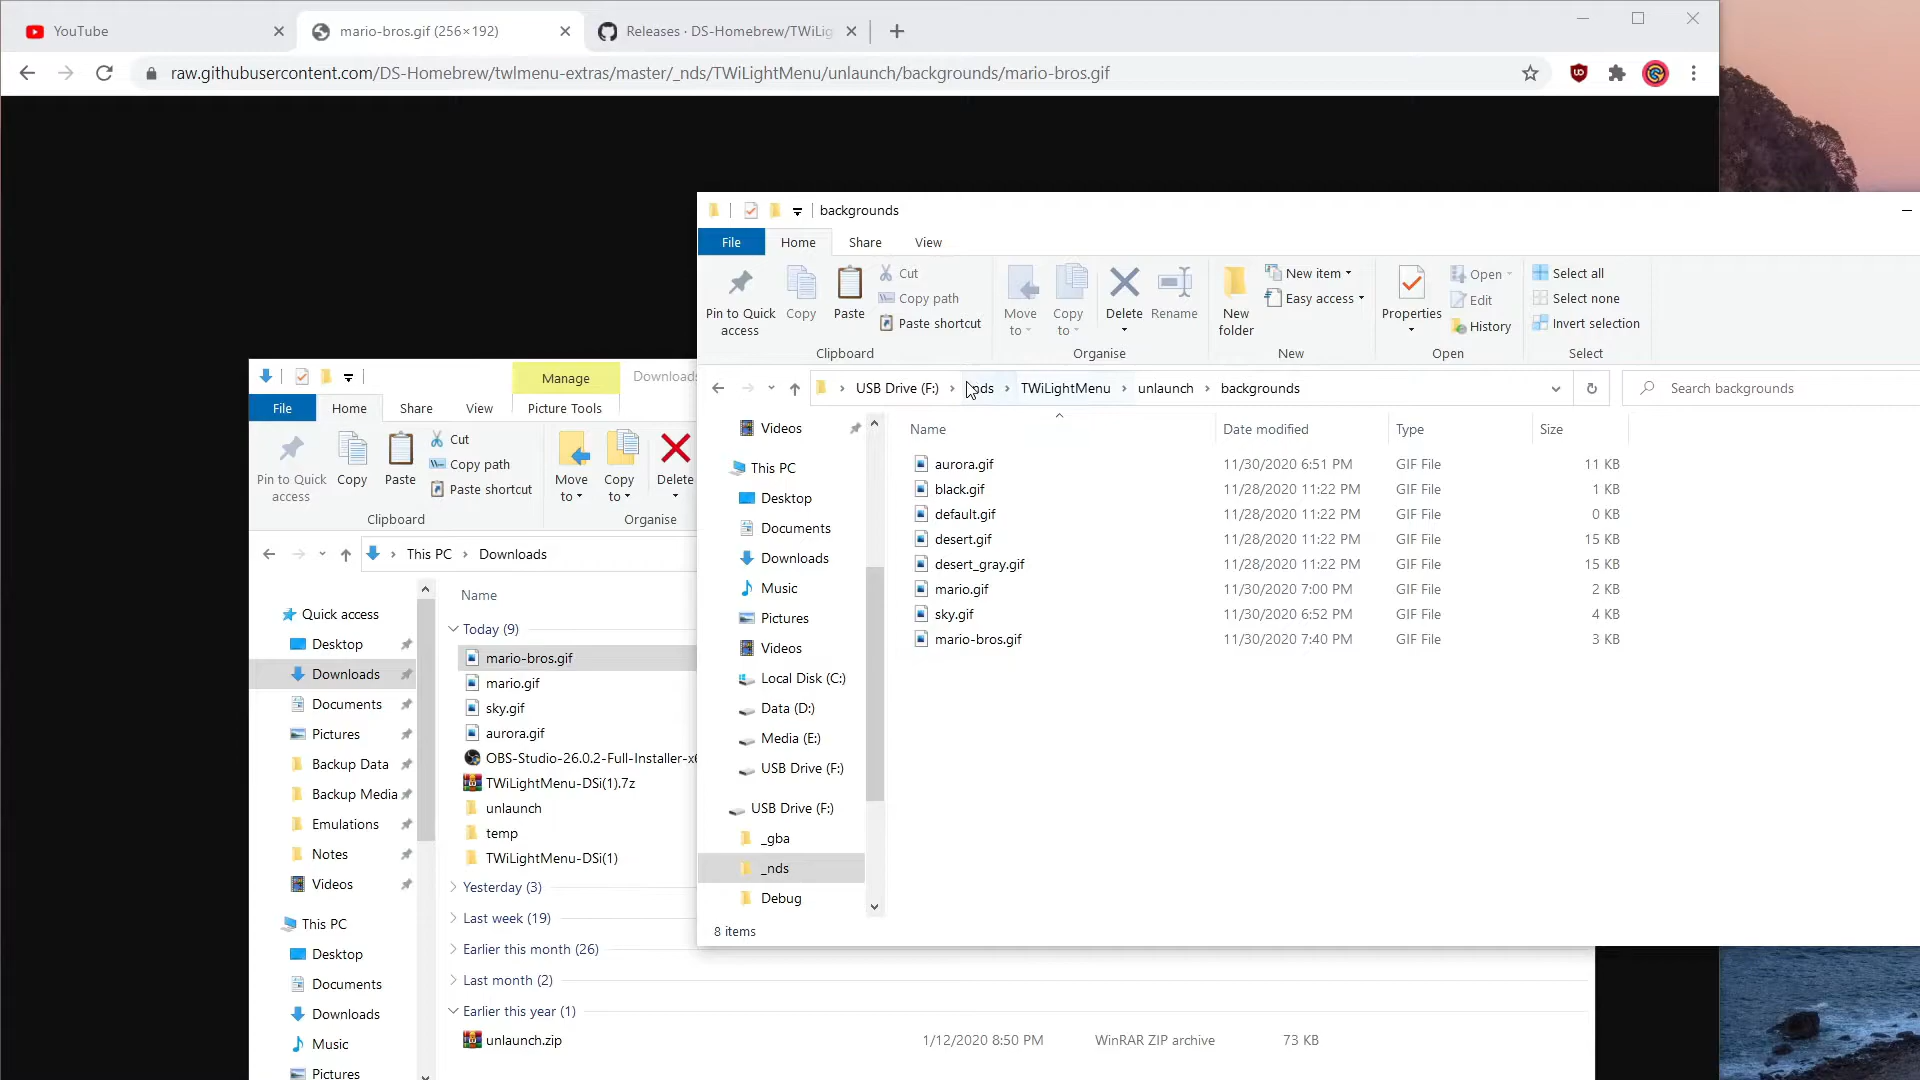 YouTube
mario-bros.gif (256×192)
Releases · DS-Homebrew/TWiLig
raw.githubusercontent.com/DS-Homebrew/twlmenu-extras/master/_nds/TWiLightMenu/unlaunch/backgrounds/mario-bros.gif
backgrounds
File Home Share View
Pin to Quick access
Copy
Paste
Cut
Copy path
Paste shortcut
Clipboard
Move to
Copy to
Delete
Rename
Organise
New folder
New item
Easy access
New
Properties
Open
Edit
History
Open
Select all
Select none
Invert selection
Select
USB Drive (F:) › nds › TWiLightMenu › unlaunch › backgrounds
Search backgrounds
Videos
This PC
Desktop
Documents
Downloads
Music
Pictures
Videos
Local Disk (C:)
Data (D:)
Media (E:)
USB Drive (F:)
USB Drive (F:)
_gba
_nds
Debug
Name Date modified Type Size
aurora.gif 11/30/2020 6:51 PM GIF File 11 KB
black.gif 11/28/2020 11:22 PM GIF File 1 KB
default.gif 11/28/2020 11:22 PM GIF File 0 KB
desert.gif 11/28/2020 11:22 PM GIF File 15 KB
desert_gray.gif 11/28/2020 11:22 PM GIF File 15 KB
mario.gif 11/30/2020 7:00 PM GIF File 2 KB
sky.gif 11/30/2020 6:52 PM GIF File 4 KB
mario-bros.gif 11/30/2020 7:40 PM GIF File 3 KB
8 items
Manage
Downloads
File Home Share View Picture Tools
Pin to Quick access
Copy
Paste
Cut
Copy path
Paste shortcut
Clipboard
Move to
Copy to
Delete
Organise
This PC › Downloads
Quick access
Desktop
Downloads
Documents
Pictures
Backup Data
Backup Media
Emulations
Notes
Videos
This PC
Desktop
Documents
Downloads
Music
Pictures
Name
Today (9)
mario-bros.gif
mario.gif
sky.gif
aurora.gif
OBS-Studio-26.0.2-Full-Installer-x6
TWiLightMenu-DSi(1).7z
unlaunch
temp
TWiLightMenu-DSi(1)
Yesterday (3)
Last week (19)
Earlier this month (26)
Last month (2)
Earlier this year (1)
unlaunch.zip 1/12/2020 8:50 PM WinRAR ZIP archive 73 KB